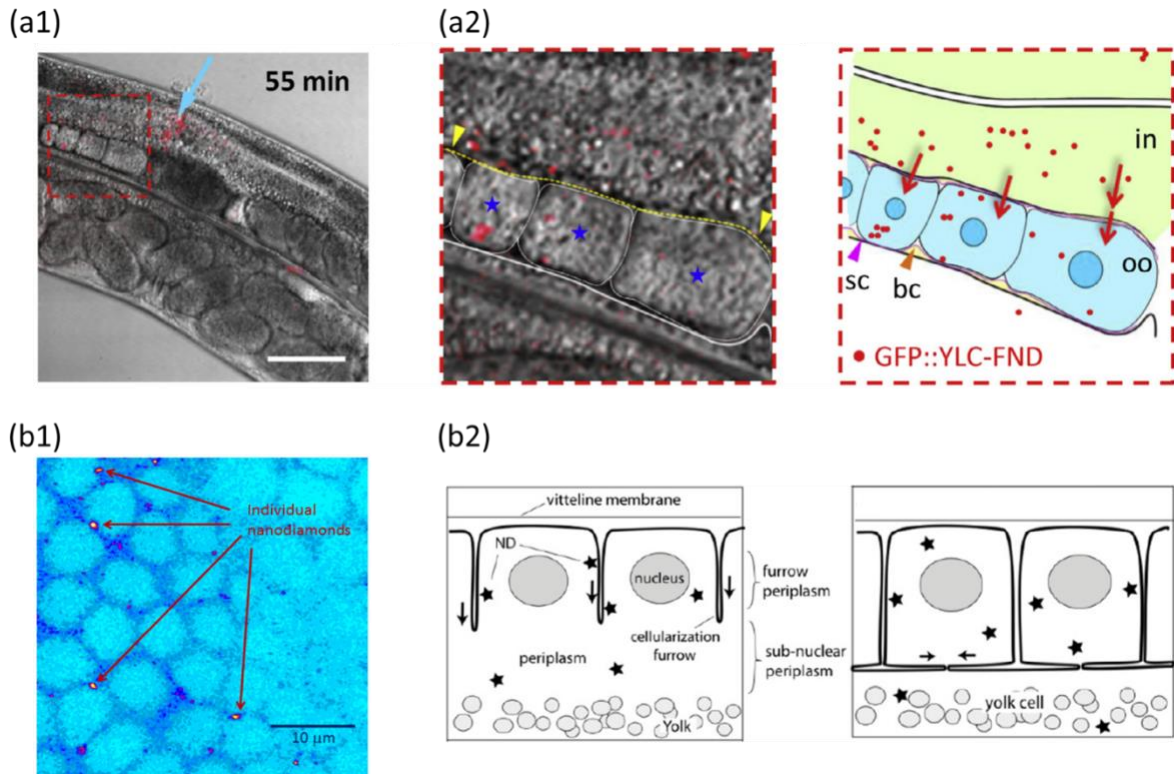 (a1)
55 min
(a2)
in
oo
sc
bc
GFP::YLC-FND
(b1)
Individual
nanodiamonds
10 µm
(b2)
vitteline membrane
ND
nucleus
cellularization
furrow
periplasm
Yolk
furrow
periplasm
sub-nuclear
periplasm
yolk cell